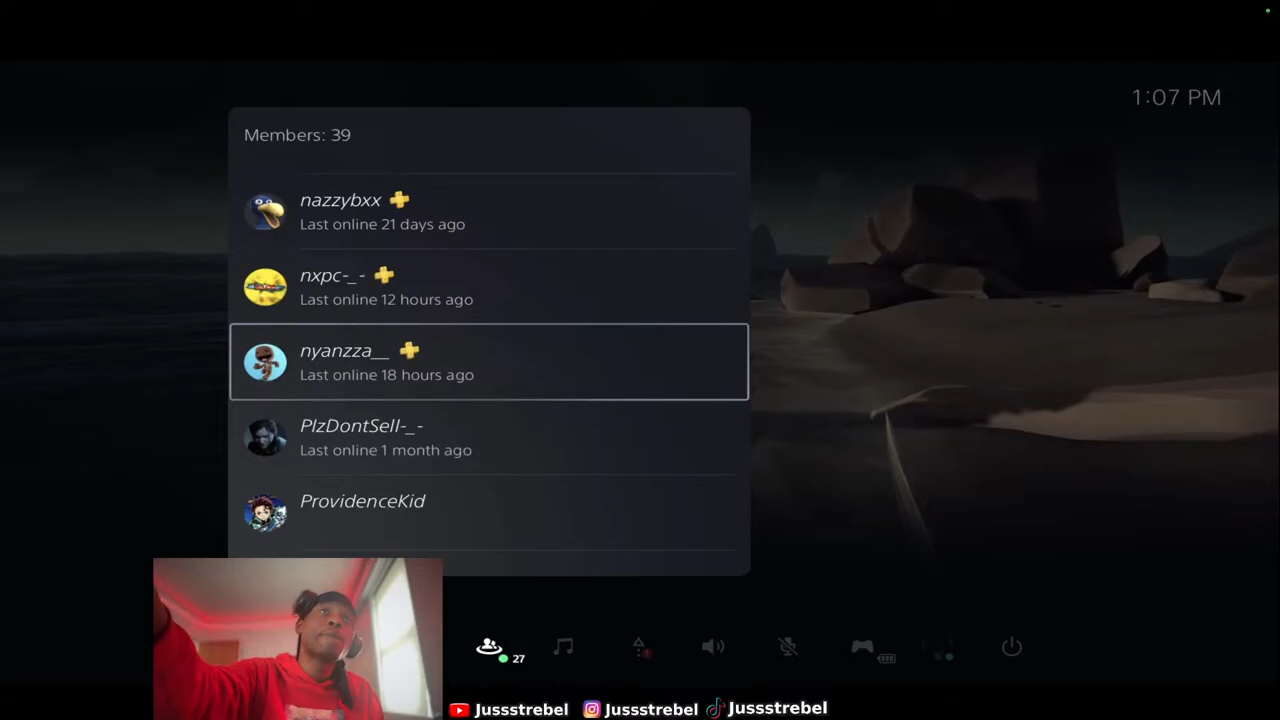 1:07 PM
Members: 39
nazzybxx
Last online 21 days ago
nxpc-_-
Last online 12 hours ago
nyanzza__
Last online 18 hours ago
PlzDontSell-_-
Last online 1 month ago
ProvidenceKid
27
Jussstrebel Jussstrebel Jussstrebel